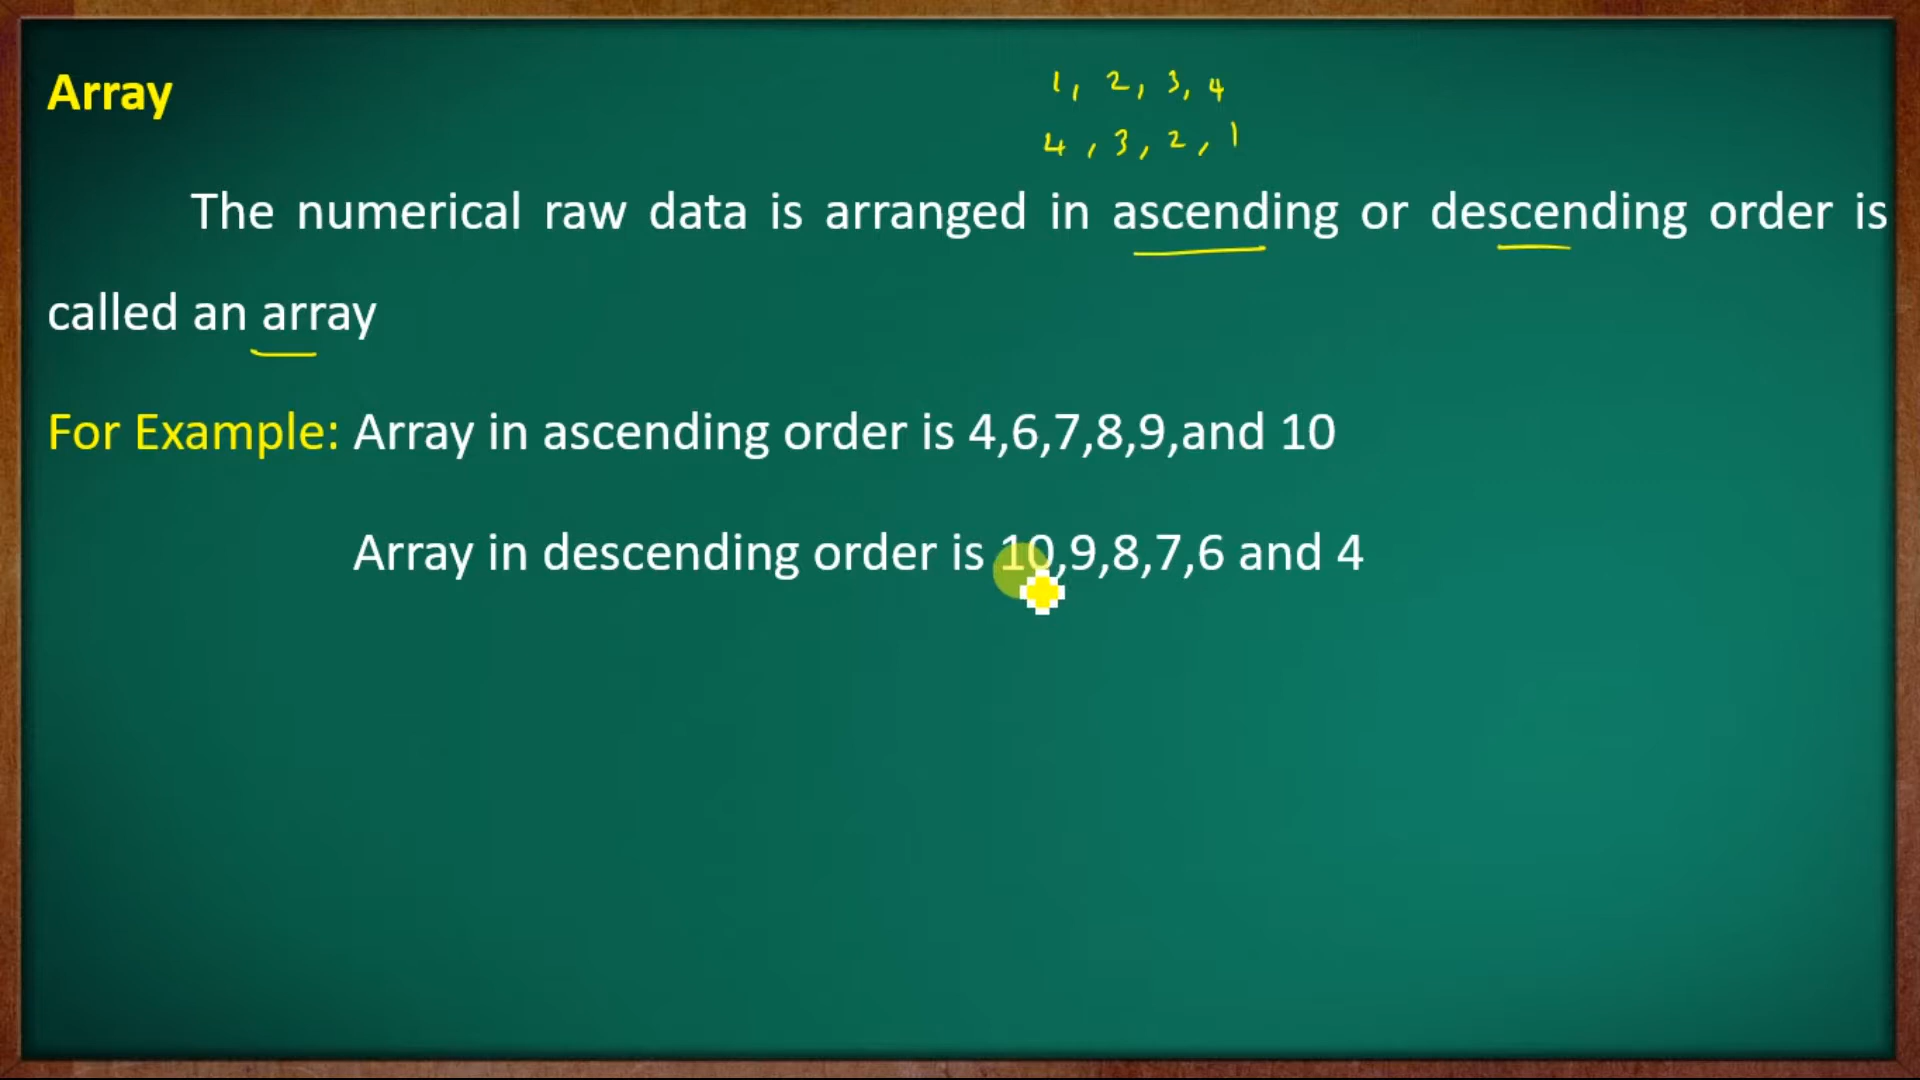 Array
1, 2, 3, 4
4, 3, 2, 1
The numerical raw data is arranged in ascending or descending order is
called an array
For Example: Array in ascending order is 4,6,7,8,9,and 10
Array in descending order is 10,9,8,7,6 and 4